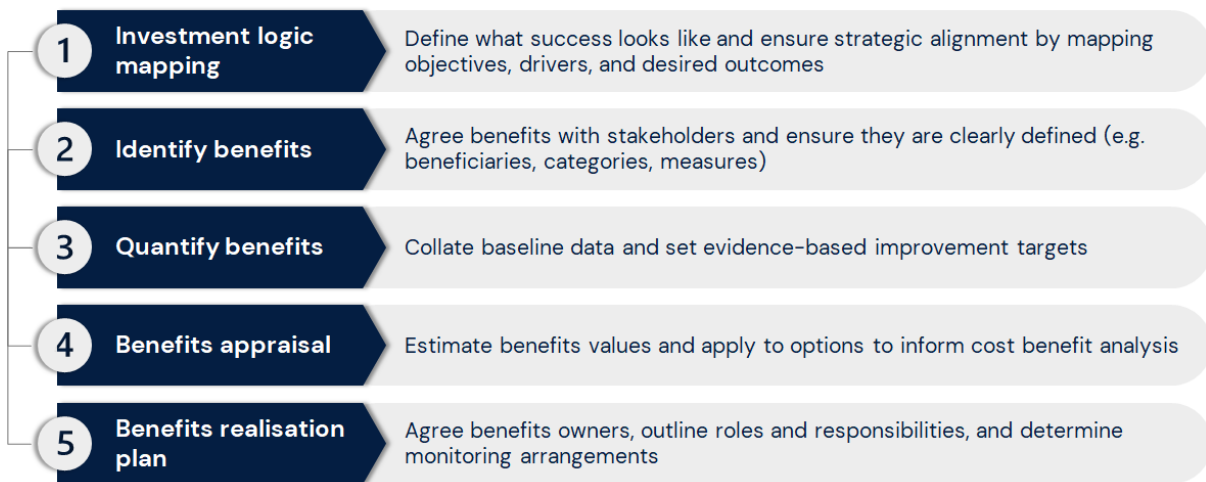 1
Investment logic
mapping
Define what success looks like and ensure strategic alignment by mapping
objectives, drivers, and desired outcomes
2
Identify benefits
Agree benefits with stakeholders and ensure they are clearly defined (e.g.
beneficiaries, categories, measures)
3
Quantify benefits
Collate baseline data and set evidence-based improvement targets
4
Benefits appraisal
Estimate benefits values and apply to options to inform cost benefit analysis
5
Benefits realisation
plan
Agree benefits owners, outline roles and responsibilities, and determine
monitoring arrangements